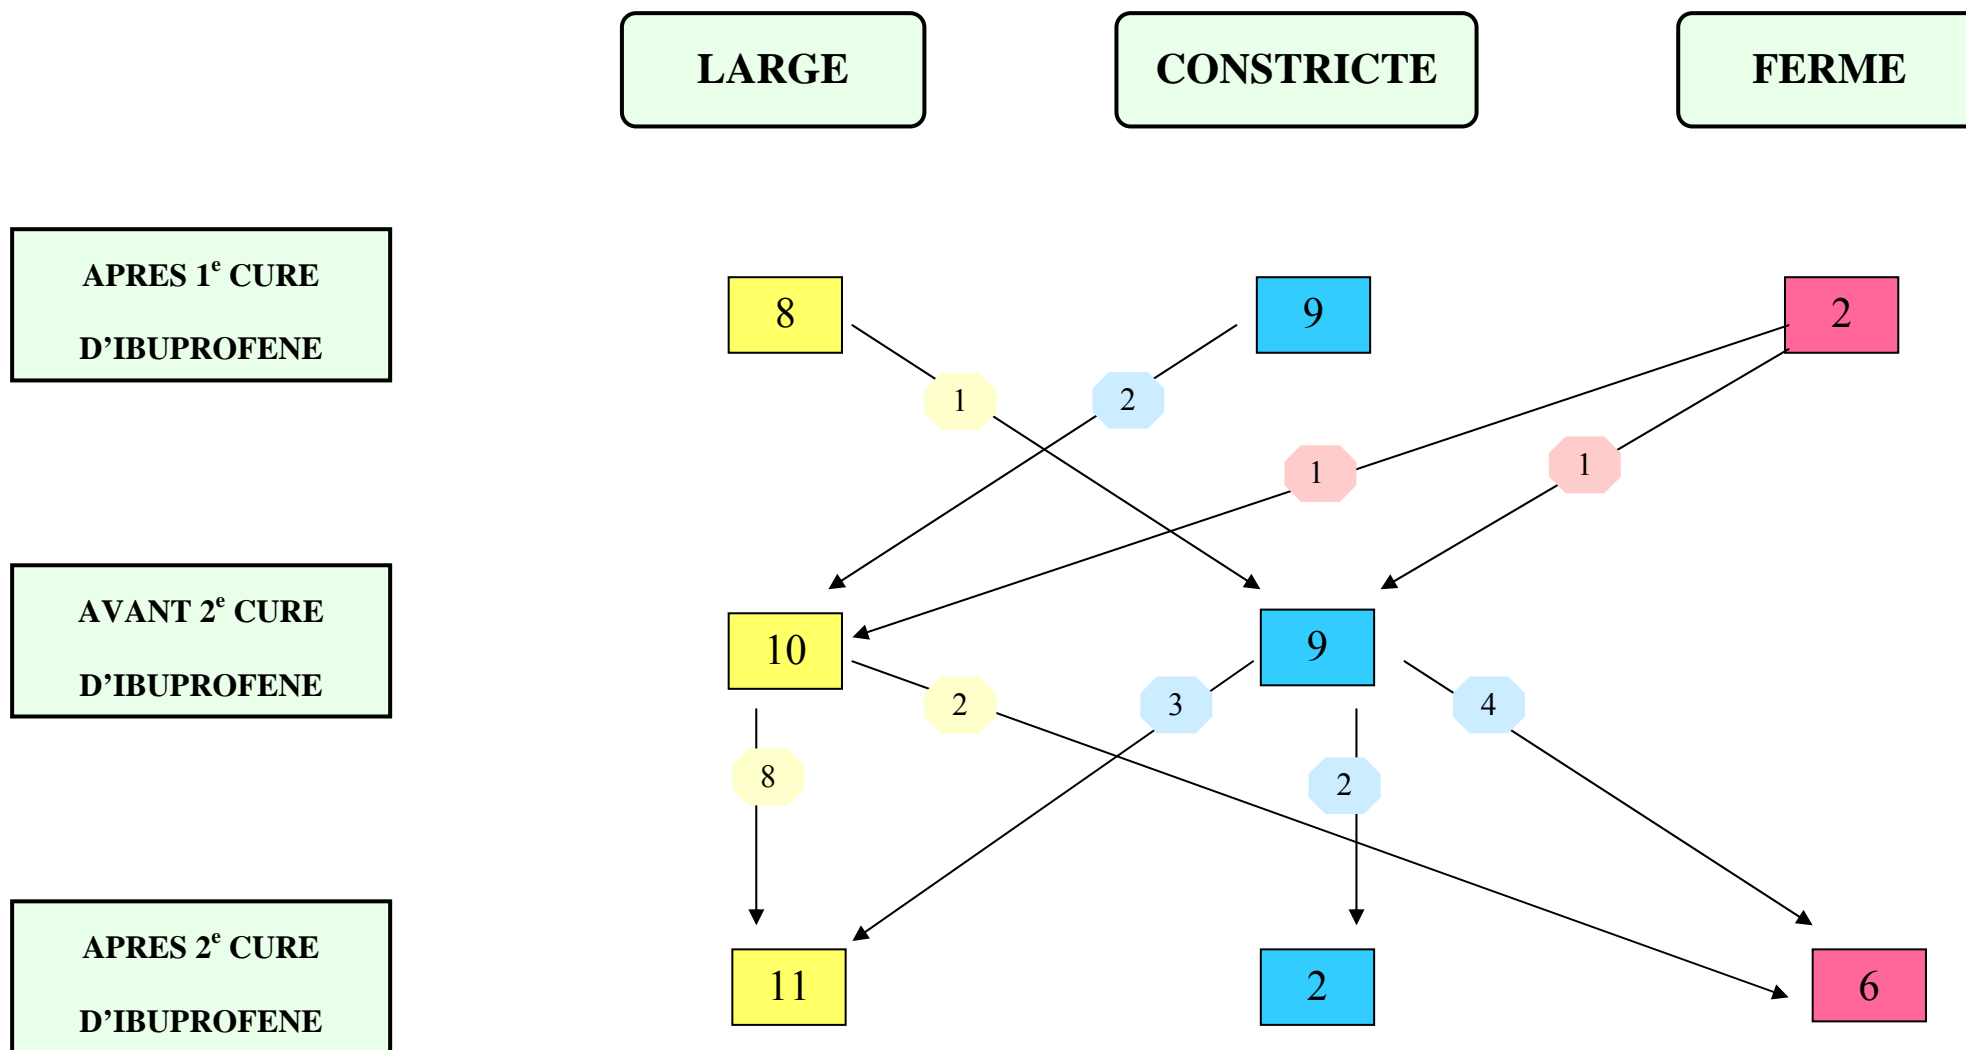 LARGE CONSTRICTE FERME
APRES 1e CURE
D'IBUPROFENE
8 9 2
1 2
1 1
AVANT 2e CURE
D'IBUPROFENE
10 9
2 3 4
8 2
APRES 2e CURE
D'IBUPROFENE
11 2 6